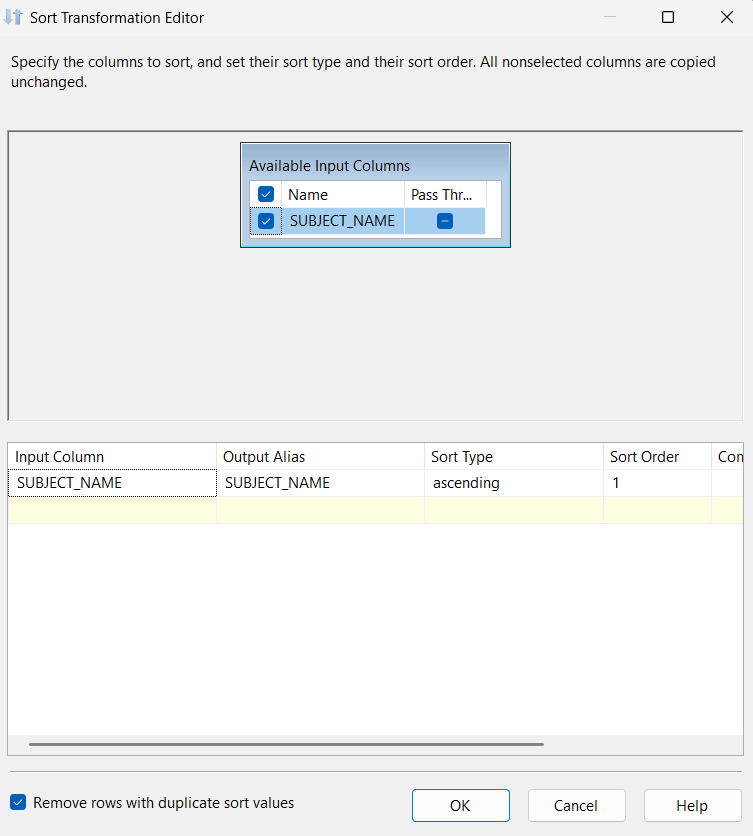 Sort Transformation Editor
Specify the columns to sort, and set their sort type and their sort order. All nonselected columns are copied
unchanged.
Available Input Columns
Name Pass Thr...
SUBJECT_NAME
Input Column Output Alias Sort Type Sort Order Com
SUBJECT_NAME SUBJECT_NAME ascending 1
Remove rows with duplicate sort values OK Cancel Help